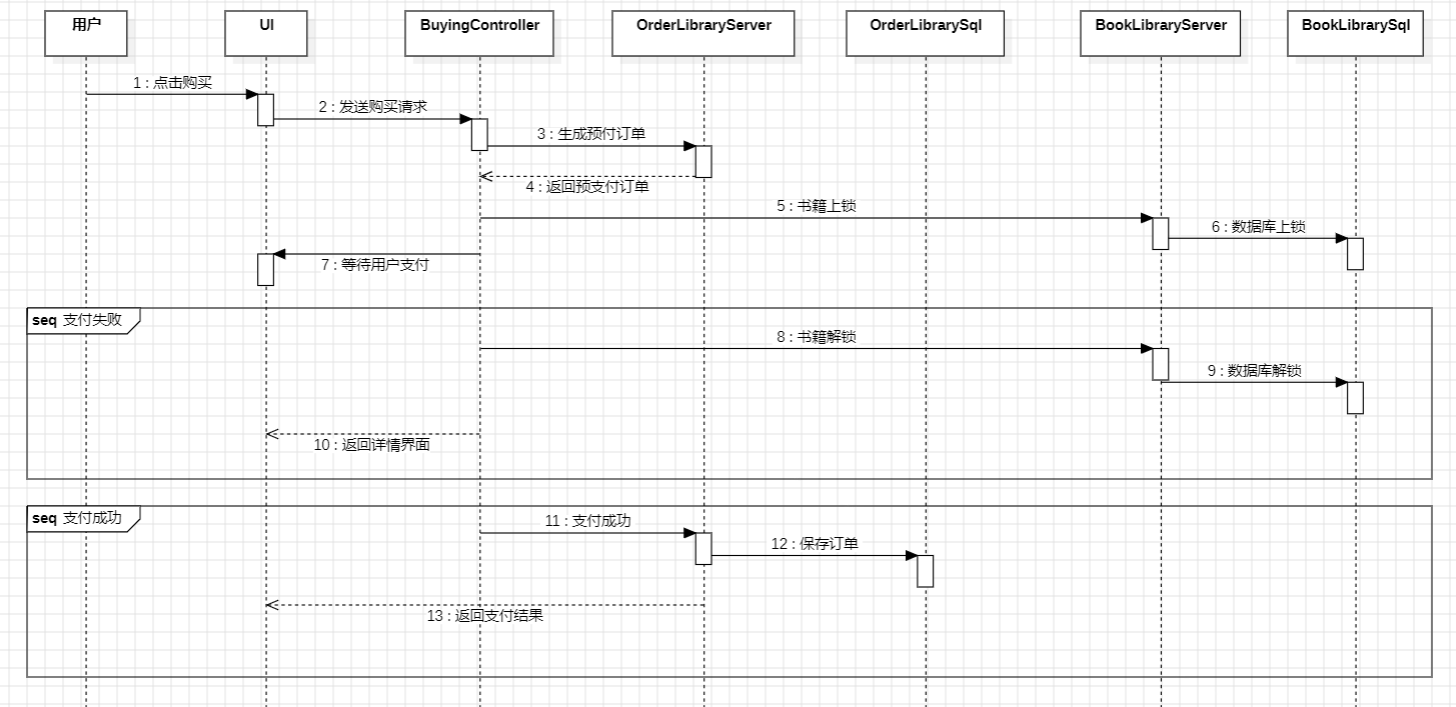 用户
UI
BuyingController
OrderLibraryServer
OrderLibrarySql
BookLibraryServer
BookLibrarySql
1 : 点击购买
2 : 发送购买请求
3 : 生成预付订单
4 : 返回预支付订单
5 : 书籍上锁
6 : 数据库上锁
7 : 等待用户支付
seq 支付失败
8 : 书籍解锁
9 : 数据库解锁
10 : 返回详情界面
seq 支付成功
11 : 支付成功
12 : 保存订单
13 : 返回支付结果